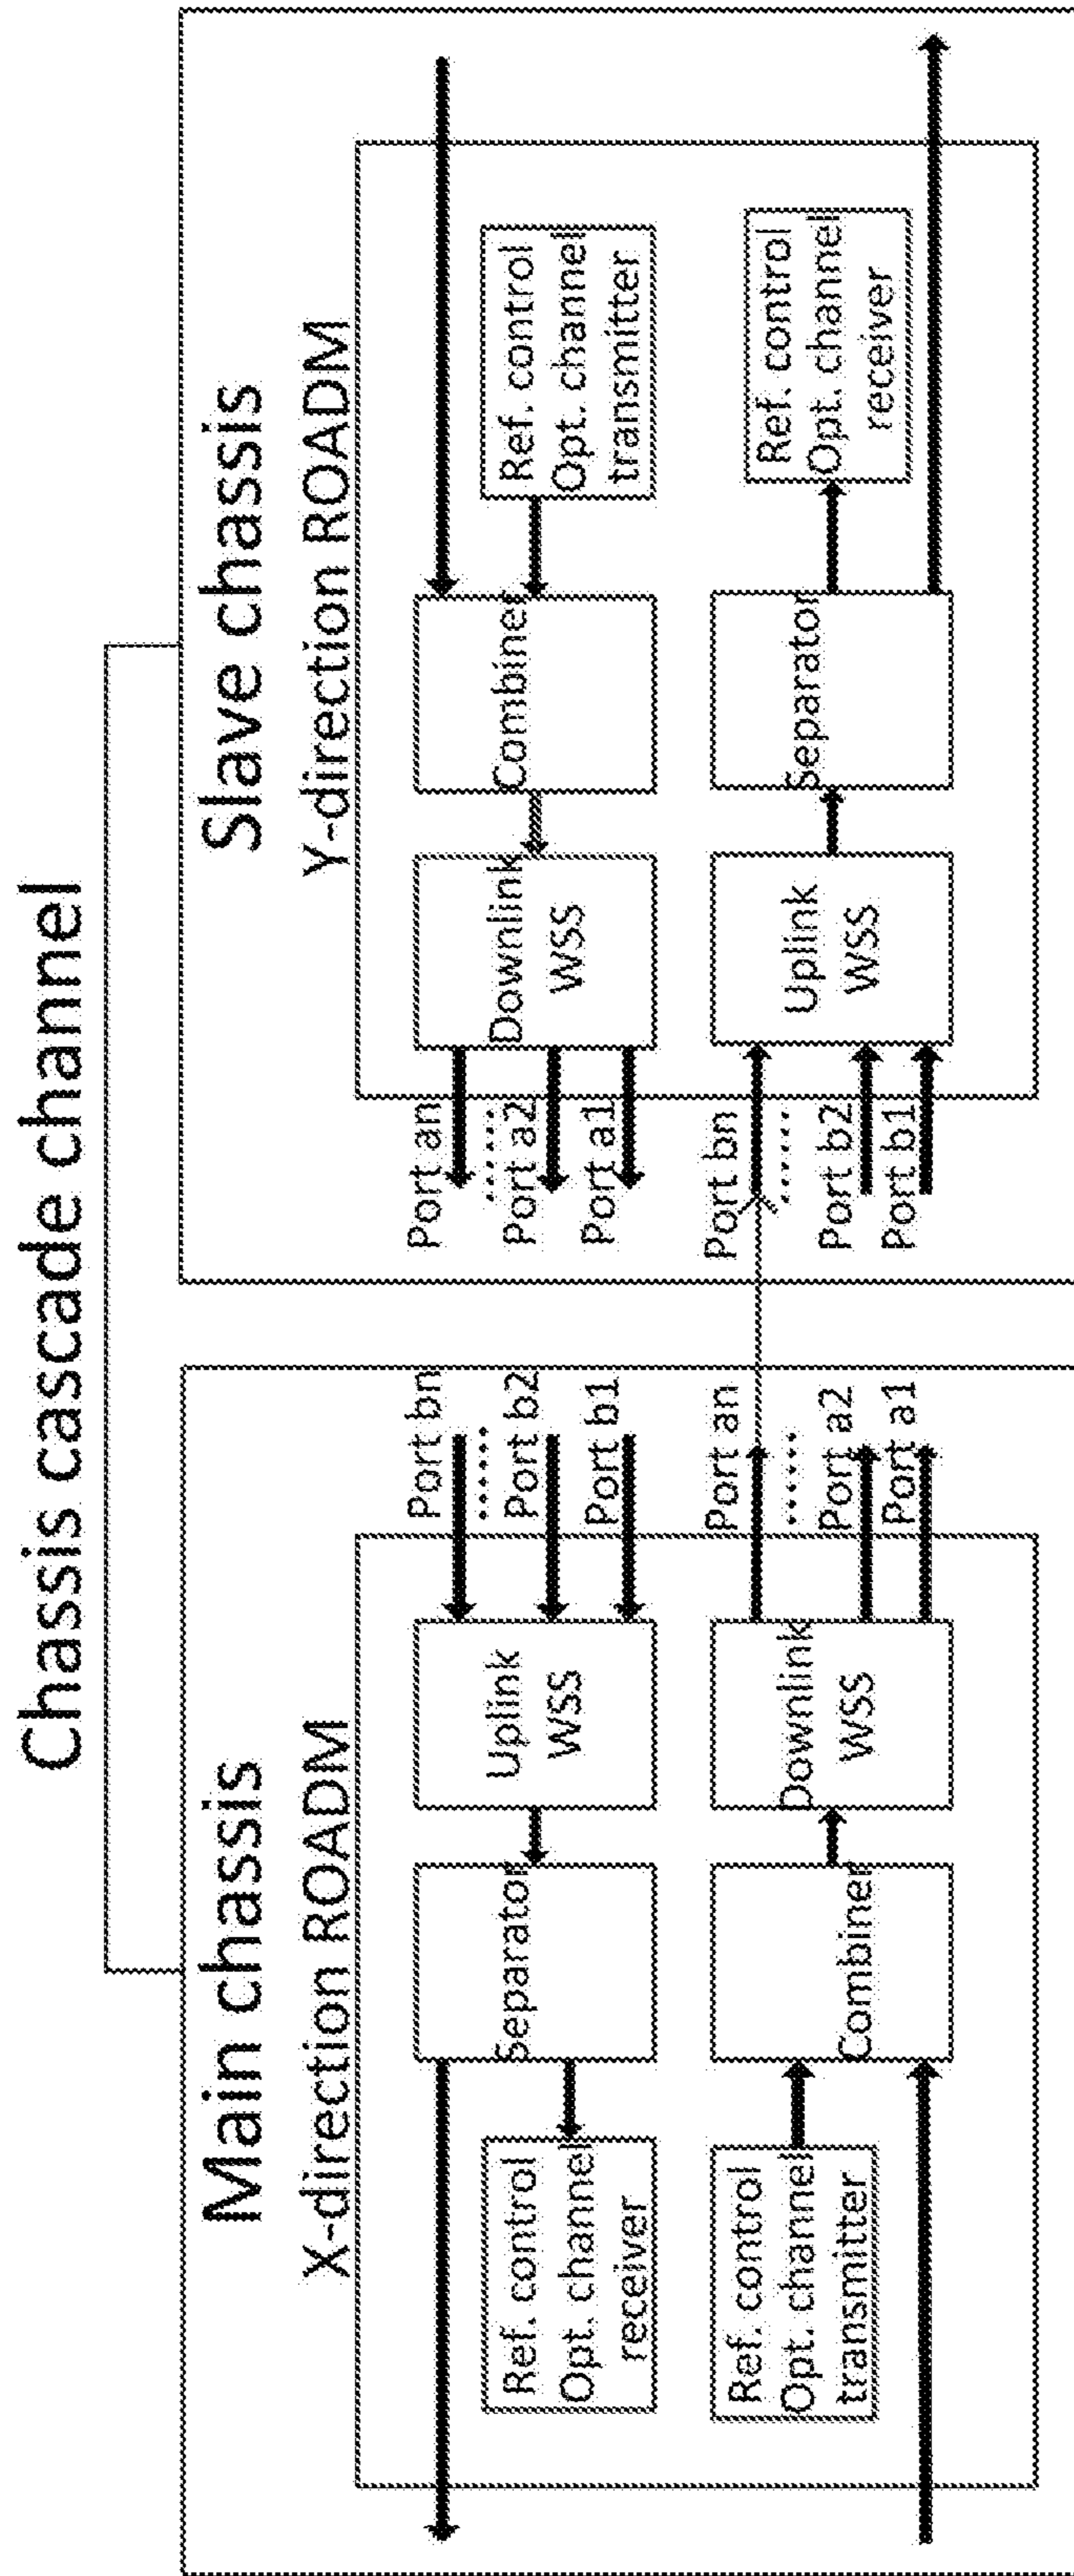 Chassis cascade channel
Main chassis
X-direction ROADM
Separator
Uplink
WSS
Port bn
......
Port b2
Port b1
Ref. control
Opt. channel
receiver
Ref. control
Opt. channel
transmitter
Combiner
Downlink
WSS
Port an
......
Port a2
Port a1
Slave chassis
Y-direction ROADM
Port an
......
Port a2
Port a1
Downlink
WSS
Combiner
Ref. control
Opt. channel
transmitter
Port bn
......
Port b2
Port b1
Uplink
WSS
Separator
Ref. control
Opt. channel
receiver